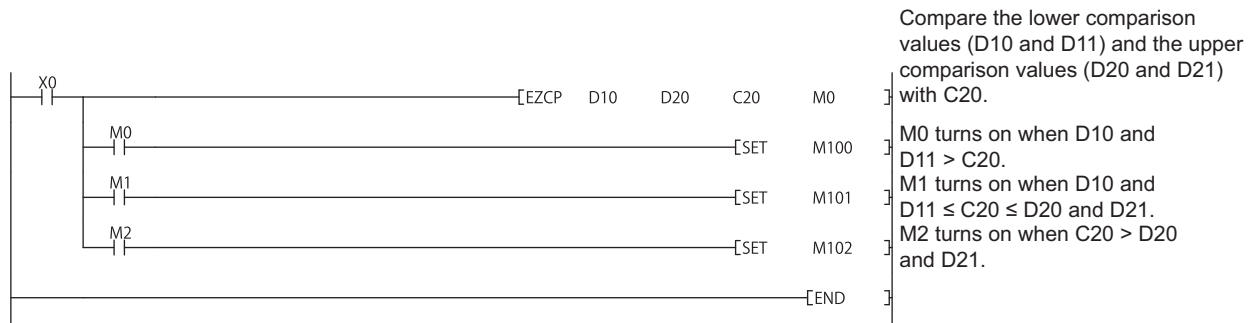 Compare the lower comparison
values (D10 and D11) and the upper
comparison values (D20 and D21)
with C20.
X0
[EZCP D10 D20 C20 M0 ]
M0
[SET M100 ]
M0 turns on when D10 and
D11 > C20.
M1
[SET M101 ]
M1 turns on when D10 and
D11 ≤ C20 ≤ D20 and D21.
M2
[SET M102 ]
M2 turns on when C20 > D20
and D21.
[END ]